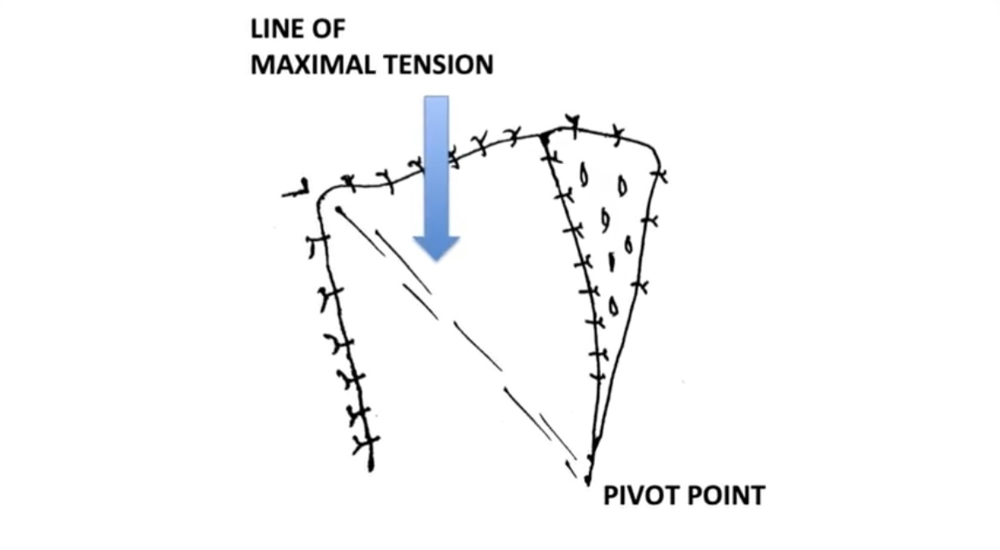 LINE OF
MAXIMAL TENSION
PIVOT POINT